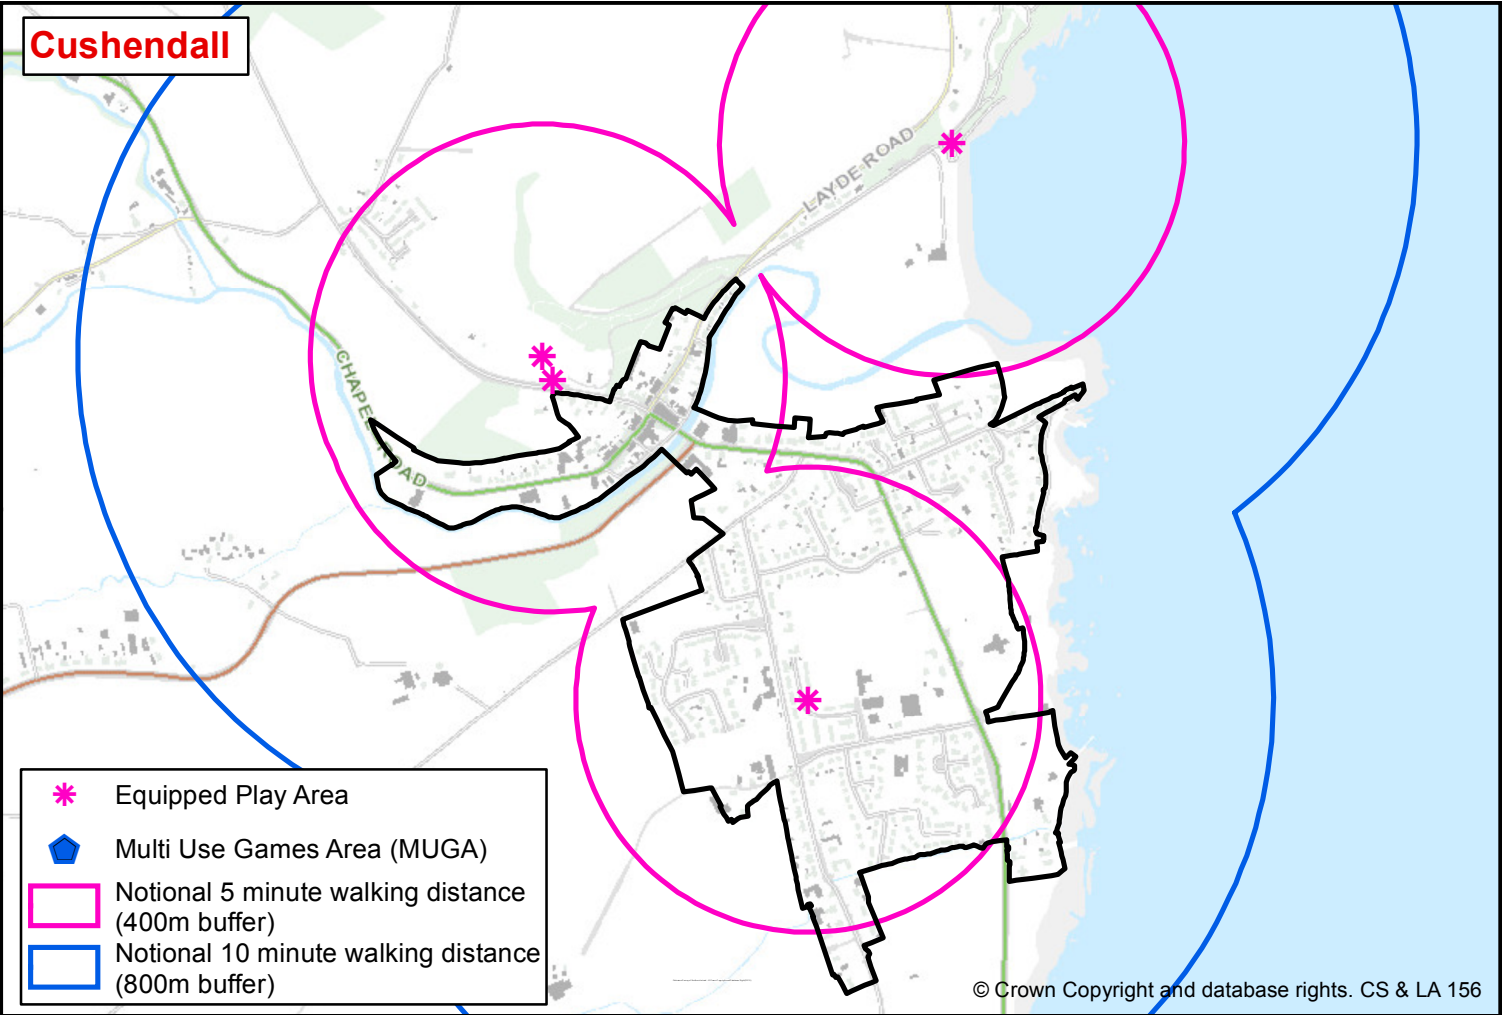 Cushendall
LAYDE ROAD
CHAPEL ROAD
Equipped Play Area
Multi Use Games Area (MUGA)
Notional 5 minute walking distance
(400m buffer)
Notional 10 minute walking distance
(800m buffer)
© Crown Copyright and database rights. CS & LA 156